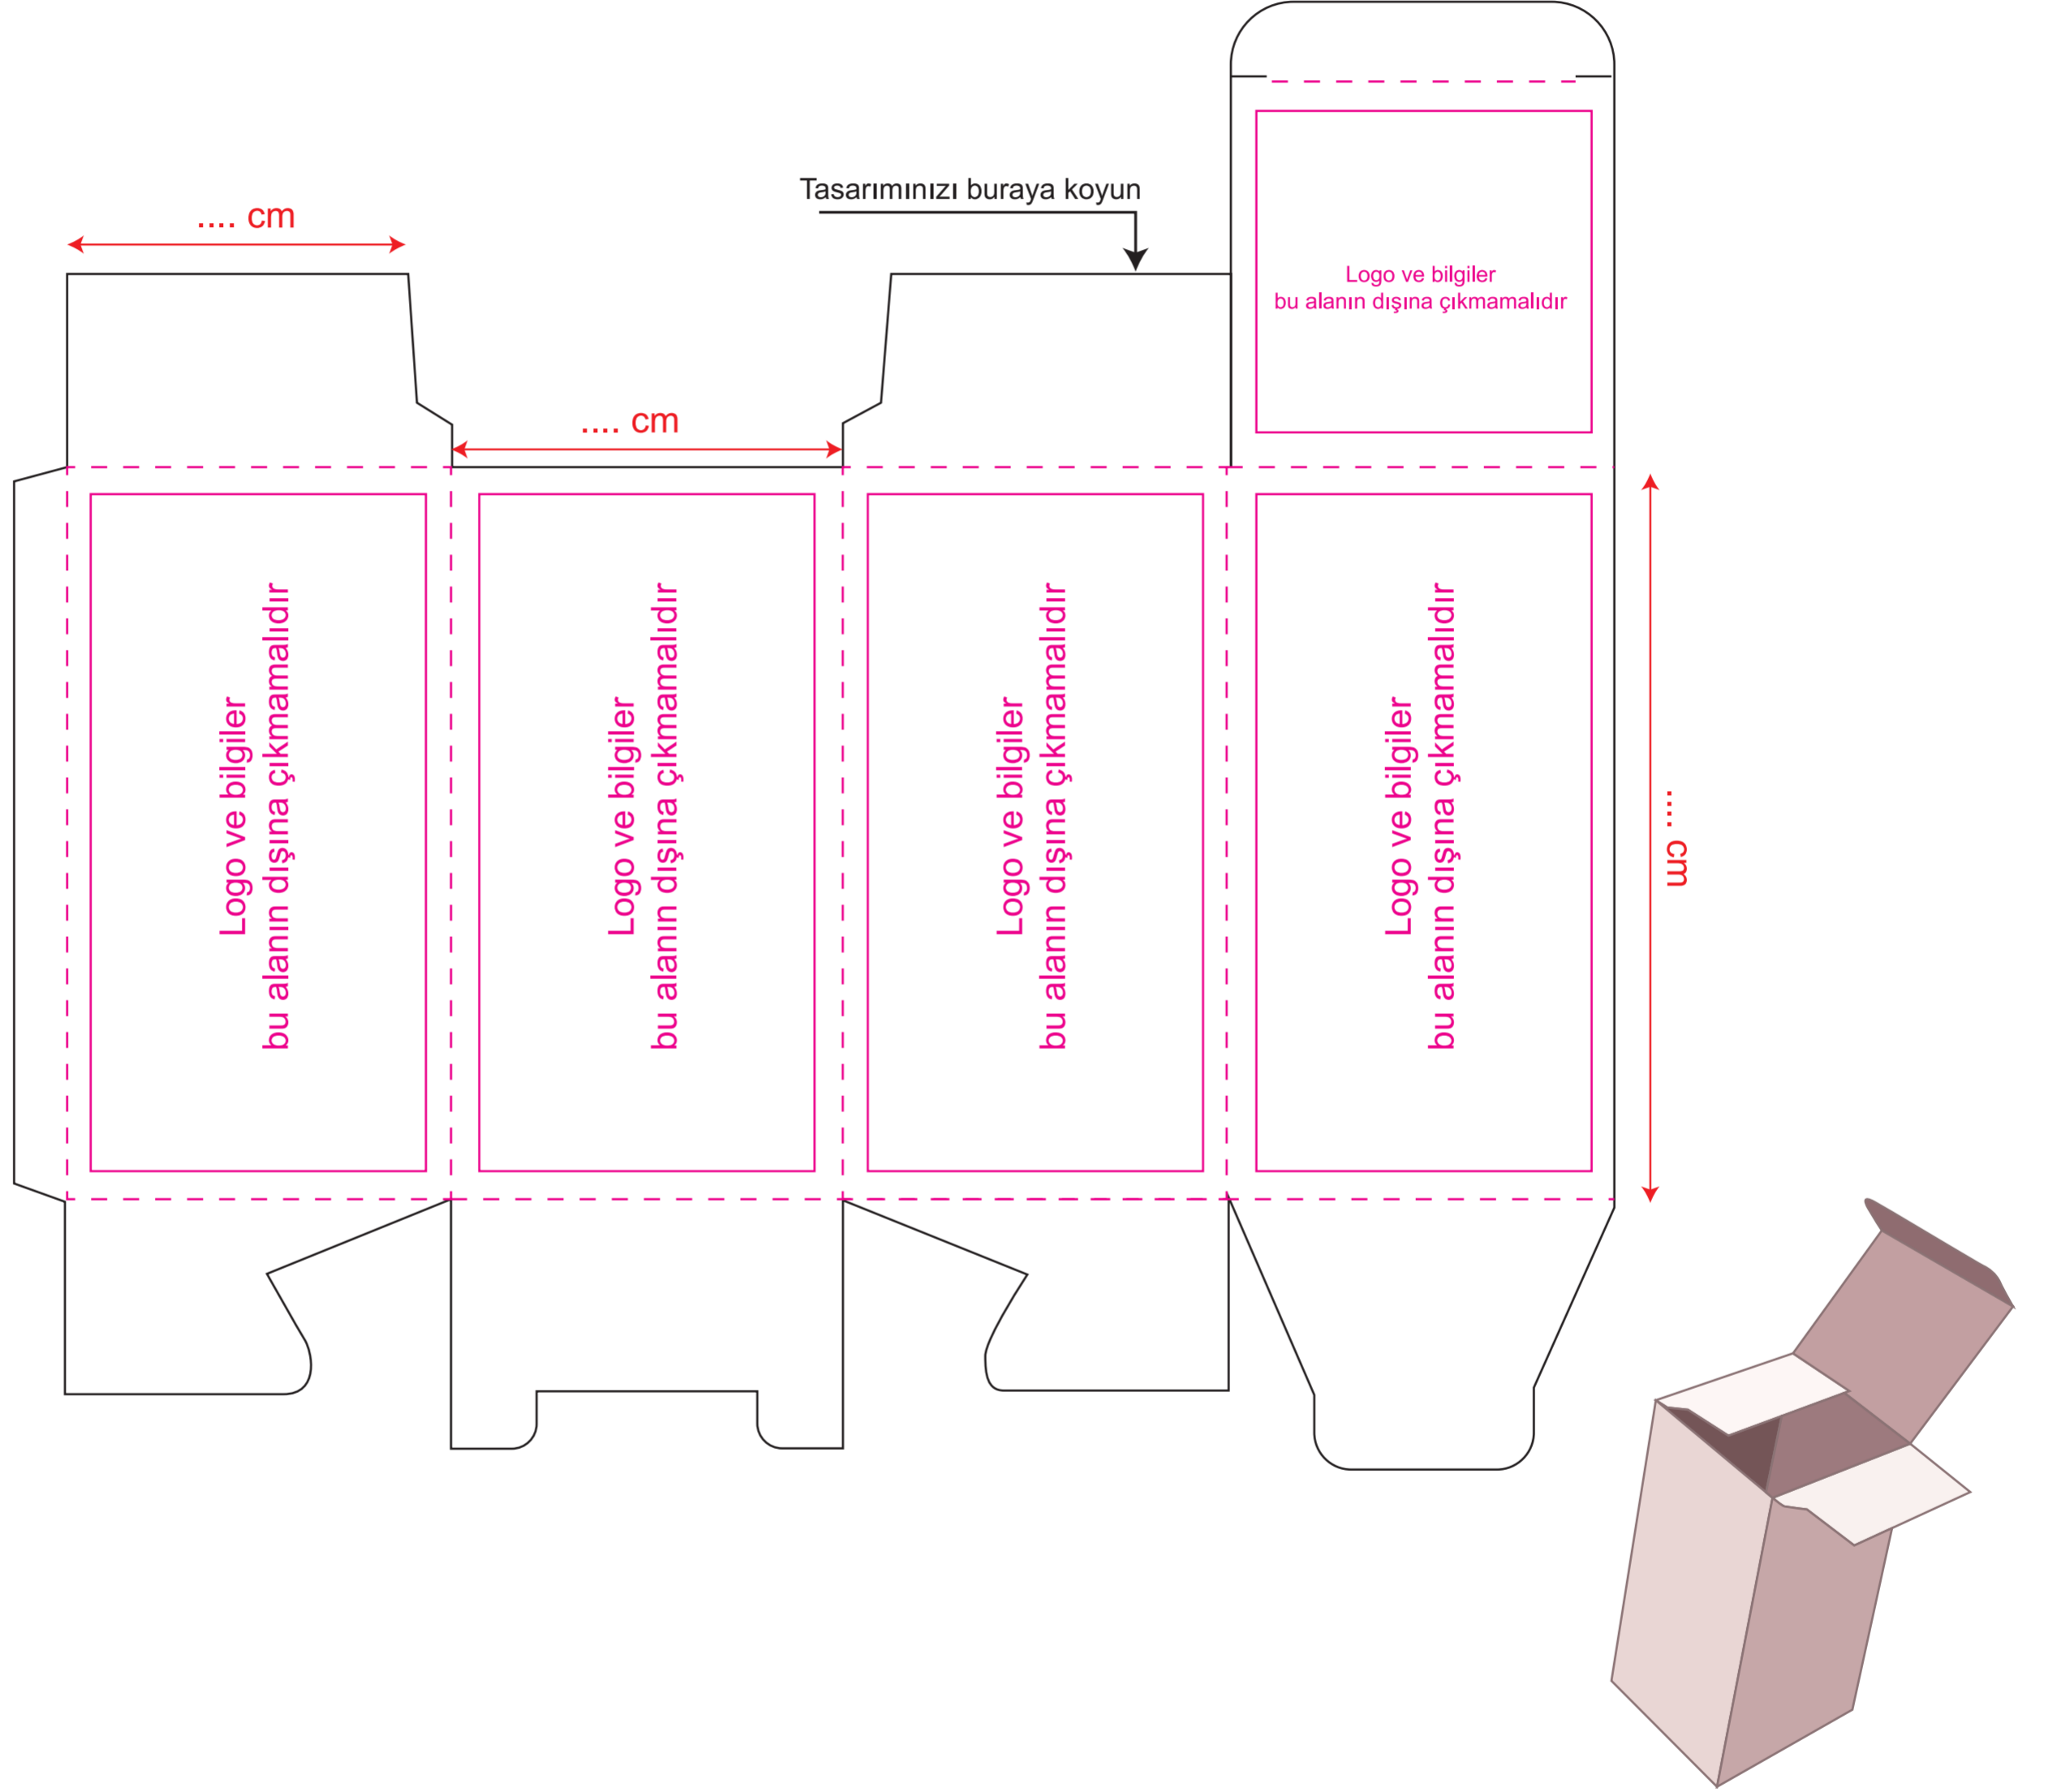 Tasarımınızı buraya koyun
.... cm
Logo ve bilgiler
bu alanın dışına çıkmamalıdır
.... cm
Logo ve bilgiler
bu alanın dışına çıkmamalıdır
Logo ve bilgiler
bu alanın dışına çıkmamalıdır
Logo ve bilgiler
bu alanın dışına çıkmamalıdır
Logo ve bilgiler
bu alanın dışına çıkmamalıdır
.... cm